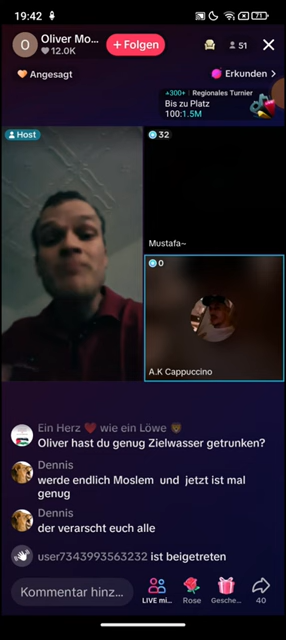 19:42
71
Oliver Mo...
12.0K
+ Folgen
51
Angesagt
Erkunden >
+300+ | Regionales Turnier
Bis zu Platz
100:1.5M
Host
32
Mustafa~
0
A.K Cappuccino
Ein Herz ❤️ wie ein Löwe 🦁
Oliver hast du genug Zielwasser getrunken?
Dennis
werde endlich Moslem und jetzt ist mal
genug
Dennis
der verarscht euch alle
user7343993563232 ist beigetreten
Kommentar hinz...
LIVE mi...
Rose
Gesche...
40